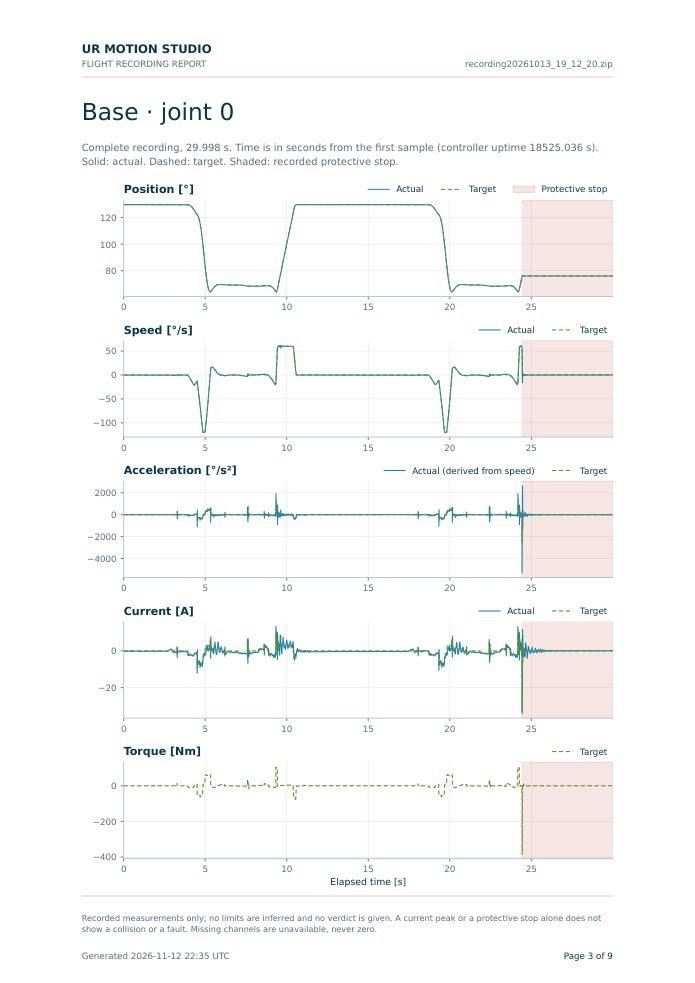 UR MOTION STUDIO
FLIGHT RECORDING REPORT
recording20261013_19_12_20.zip
Base · joint 0
Complete recording, 29.998 s. Time is in seconds from the first sample (controller uptime 18525.036 s).
Solid: actual. Dashed: target. Shaded: recorded protective stop.
Position [°]
Actual
Target
Protective stop
120
100
80
0 5 10 15 20 25
Speed [°/s]
Actual
Target
50
0
−50
−100
0 5 10 15 20 25
Acceleration [°/s²]
Actual (derived from speed)
Target
2000
0
−2000
−4000
0 5 10 15 20 25
Current [A]
Actual
Target
0
−20
0 5 10 15 20 25
Torque [Nm]
Target
0
−200
−400
0 5 10 15 20 25
Elapsed time [s]
Recorded measurements only; no limits are inferred and no verdict is given. A current peak or a protective stop alone does not
show a collision or a fault. Missing channels are unavailable, never zero.
Generated 2026-11-12 22:35 UTC
Page 3 of 9